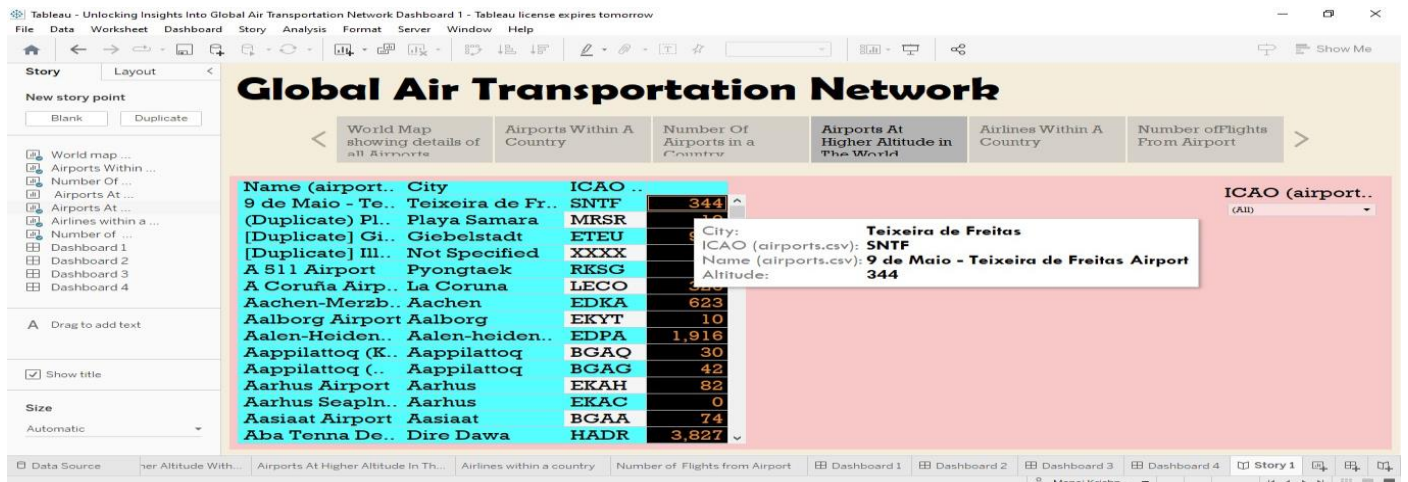 Tableau - Unlocking Insights Into Global Air Transportation Network Dashboard 1 - Tableau license expires tomorrow
File Data Worksheet Dashboard Story Analysis Format Server Window Help
Show Me
Story Layout <
New story point
Blank Duplicate
World map ...
Airports Within ...
Number Of ...
Airports At ...
Airports At ...
Airlines within a ...
Number of ...
Dashboard 1
Dashboard 2
Dashboard 3
Dashboard 4
A Drag to add text
Show title
Size
Automatic
Global Air Transportation Network
World Map showing details of all Airports
Airports Within A Country
Number Of Airports in a Country
Airports At Higher Altitude in The World
Airlines Within A Country
Number ofFlights From Airport
Name (airport.. City ICAO ..
9 de Maio - Te.. Teixeira de Fr.. SNTF 344
(Duplicate) Pl.. Playa Samara MRSR
[Duplicate] Gi.. Giebelstadt ETEU
[Duplicate] Ill.. Not Specified XXXX
A 511 Airport Pyongtaek RKSG
A Coruña Airp.. La Coruna LECO
Aachen-Merzb.. Aachen EDKA 623
Aalborg Airport Aalborg EKYT 10
Aalen-Heiden.. Aalen-heiden.. EDPA 1,916
Aappilattoq (K.. Aappilattoq BGAQ 30
Aappilattoq (.. Aappilattoq BGAG 42
Aarhus Airport Aarhus EKAH 82
Aarhus Seapln.. Aarhus EKAC 0
Aasiaat Airport Aasiaat BGAA 74
Aba Tenna De.. Dire Dawa HADR 3,827
City: Teixeira de Freitas
ICAO (airports.csv): SNTF
Name (airports.csv): 9 de Maio - Teixeira de Freitas Airport
Altitude: 344
ICAO (airport..
(All)
Data Source her Altitude With... Airports At Higher Altitude In Th... Airlines within a country Number of Flights from Airport Dashboard 1 Dashboard 2 Dashboard 3 Dashboard 4 Story 1